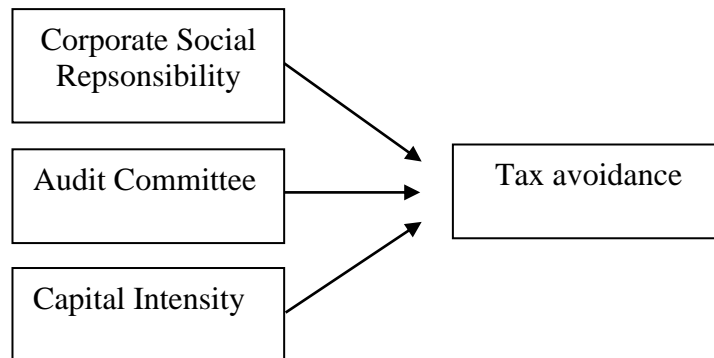 Corporate Social
Repsonsibility
Audit Committee
Tax avoidance
Capital Intensity